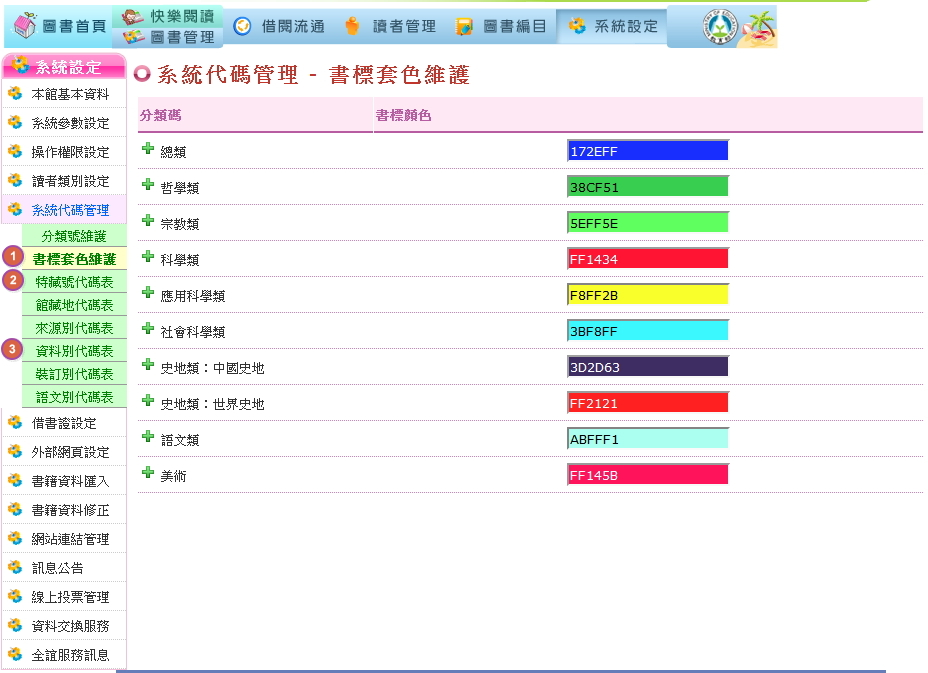 圖書首頁
快樂閱讀
圖書管理
借閱流通
讀者管理
圖書編目
系統設定
系統設定
本館基本資料
系統參數設定
操作權限設定
讀者類別設定
系統代碼管理
分類號維護
1 書標套色維護
2 特藏號代碼表
館藏地代碼表
來源別代碼表
3 資料別代碼表
裝訂別代碼表
語文別代碼表
借書證設定
外部網頁設定
書籍資料匯入
書籍資料修正
網站連結管理
訊息公告
線上投票管理
資料交換服務
全誼服務訊息
系統代碼管理 - 書標套色維護
分類碼 書標顏色
總類 172EFF
哲學類 38CF51
宗教類 5EFF5E
科學類 FF1434
應用科學類 F8FF2B
社會科學類 3BF8FF
史地類：中國史地 3D2D63
史地類：世界史地 FF2121
語文類 ABFFF1
美術 FF145B